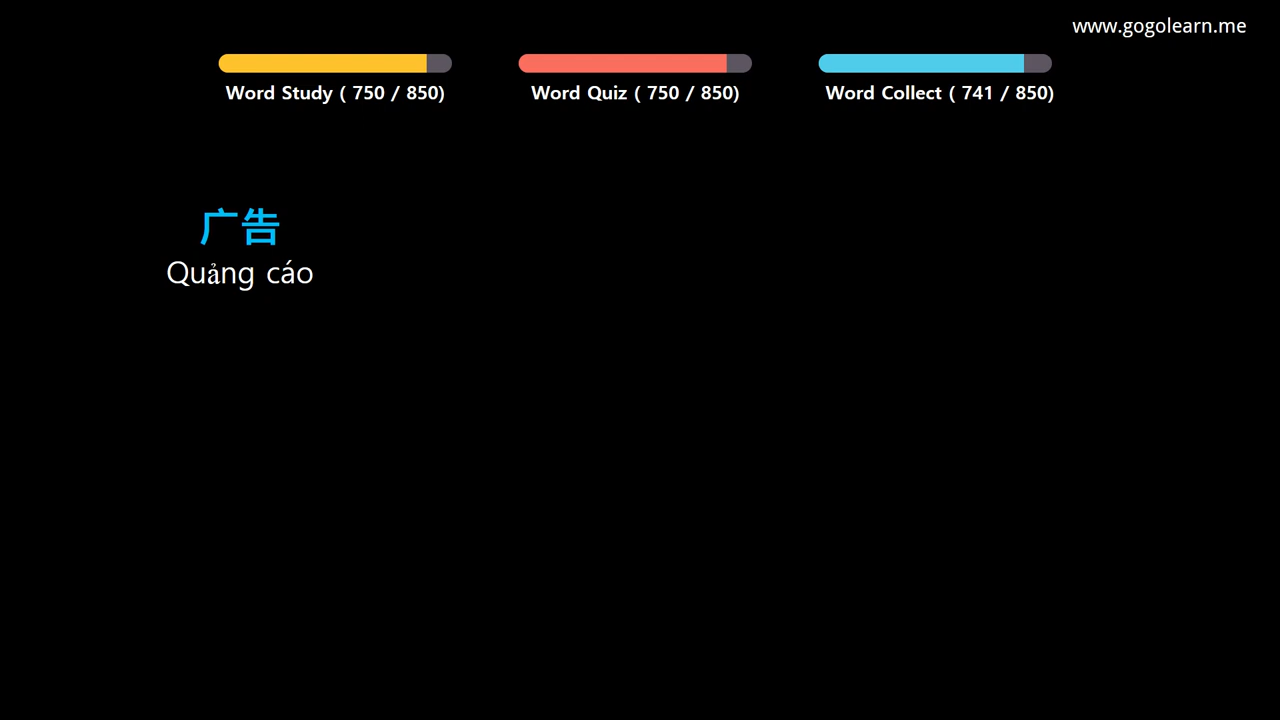 www.gogolearn.me
Word Study ( 750 / 850)
Word Quiz ( 750 / 850)
Word Collect ( 741 / 850)
广告
Quảng cáo